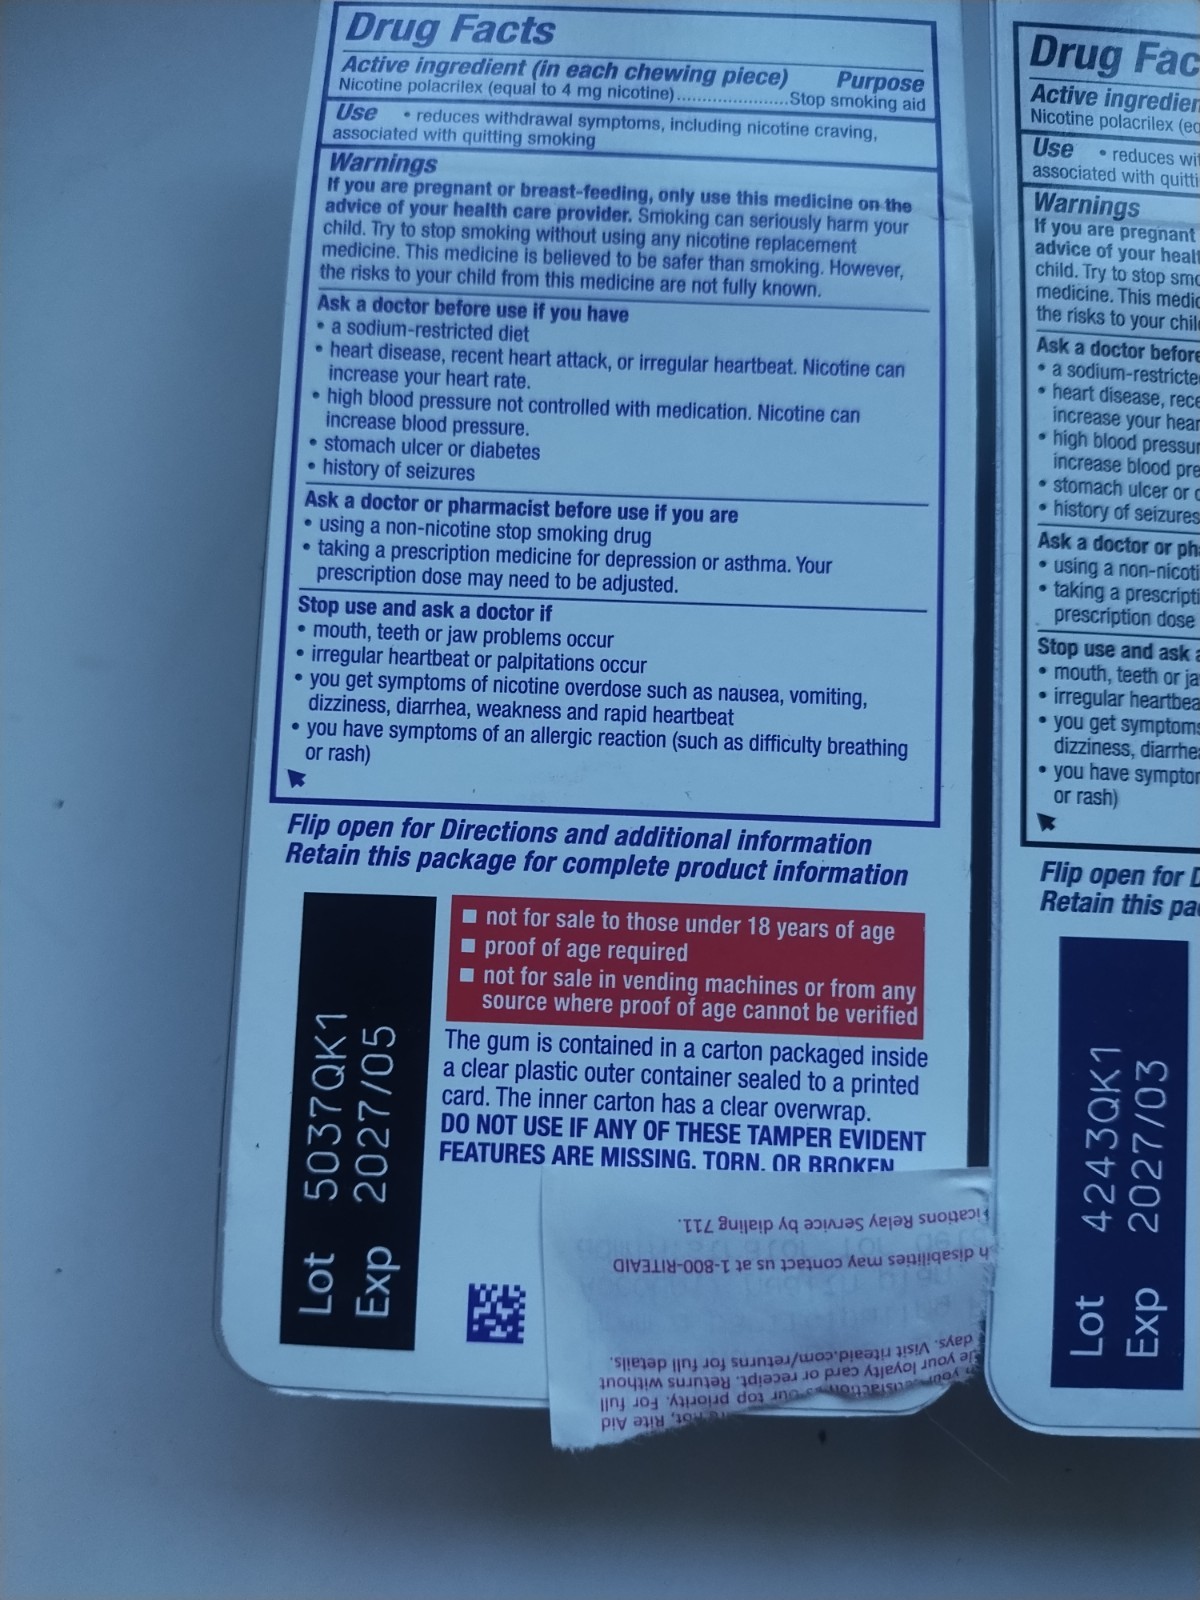 Drug Facts
Active ingredient (in each chewing piece) Purpose
Nicotine polacrilex (equal to 4 mg nicotine)......................Stop smoking aid
Use • reduces withdrawal symptoms, including nicotine craving,
associated with quitting smoking
Warnings
If you are pregnant or breast-feeding, only use this medicine on the
advice of your health care provider. Smoking can seriously harm your
child. Try to stop smoking without using any nicotine replacement
medicine. This medicine is believed to be safer than smoking. However,
the risks to your child from this medicine are not fully known.
Ask a doctor before use if you have
• a sodium-restricted diet
• heart disease, recent heart attack, or irregular heartbeat. Nicotine can
increase your heart rate.
• high blood pressure not controlled with medication. Nicotine can
increase blood pressure.
• stomach ulcer or diabetes
• history of seizures
Ask a doctor or pharmacist before use if you are
• using a non-nicotine stop smoking drug
• taking a prescription medicine for depression or asthma. Your
prescription dose may need to be adjusted.
Stop use and ask a doctor if
• mouth, teeth or jaw problems occur
• irregular heartbeat or palpitations occur
• you get symptoms of nicotine overdose such as nausea, vomiting,
dizziness, diarrhea, weakness and rapid heartbeat
• you have symptoms of an allergic reaction (such as difficulty breathing
or rash)
Flip open for Directions and additional information
Retain this package for complete product information
not for sale to those under 18 years of age
proof of age required
not for sale in vending machines or from any
source where proof of age cannot be verified
The gum is contained in a carton packaged inside
a clear plastic outer container sealed to a printed
card. The inner carton has a clear overwrap.
DO NOT USE IF ANY OF THESE TAMPER EVIDENT
FEATURES ARE MISSING, TORN, OR BROKEN
Lot 5037QK1
Exp 2027/05
not, Rite Aid
our top priority. For full
your loyalty card or receipt. Returns without
days. Visit riteaid.com/returns for full details.
disabilities may contact us at 1-800-RITEAID
ications Relay Service by dialing 711.
Drug Fac
Active ingredien
Nicotine polacrilex (eq
Use • reduces wit
associated with quitti
Warnings
If you are pregnant
advice of your healt
child. Try to stop smo
medicine. This medic
the risks to your chil
Ask a doctor before
• a sodium-restricte
• heart disease, rece
increase your hear
• high blood pressur
increase blood pre
• stomach ulcer or d
• history of seizures
Ask a doctor or pha
• using a non-nicoti
• taking a prescripti
prescription dose
Stop use and ask a
• mouth, teeth or ja
• irregular heartbea
• you get symptoms
dizziness, diarrhe
• you have symptom
or rash)
Flip open for D
Retain this pa
Lot 4243QK1
Exp 2027/03